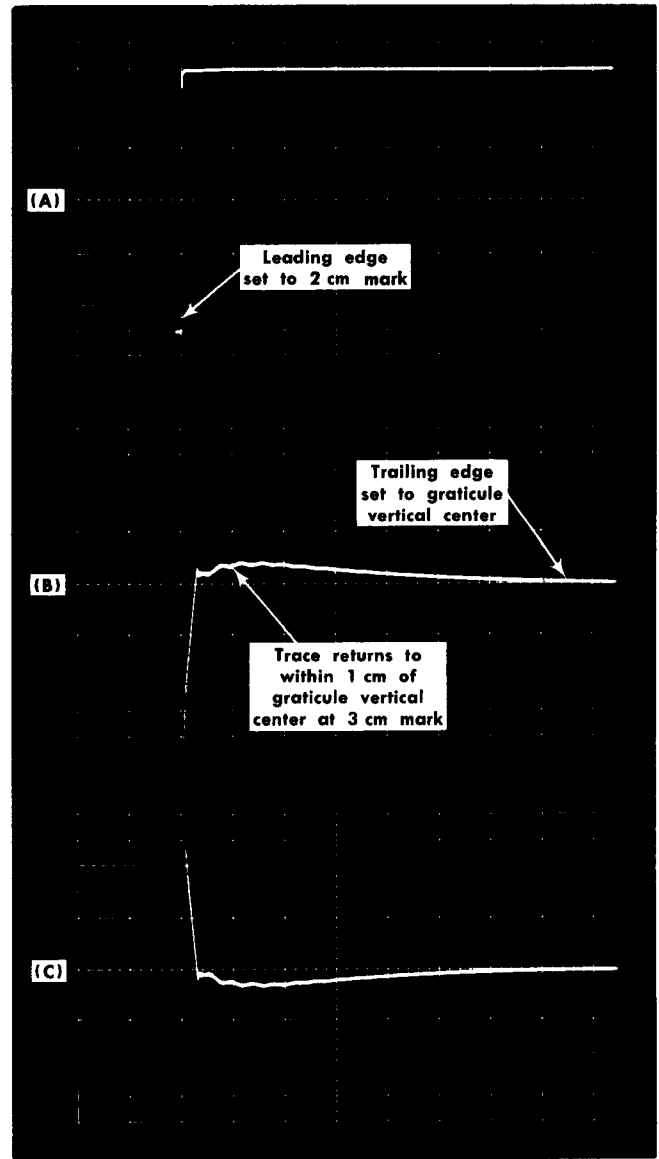 (A)
Leading edge
set to 2 cm mark
Trailing edge
set to graticule
vertical center
(B)
Trace returns to
within 1 cm of
graticule vertical
center at 3 cm mark
(C)